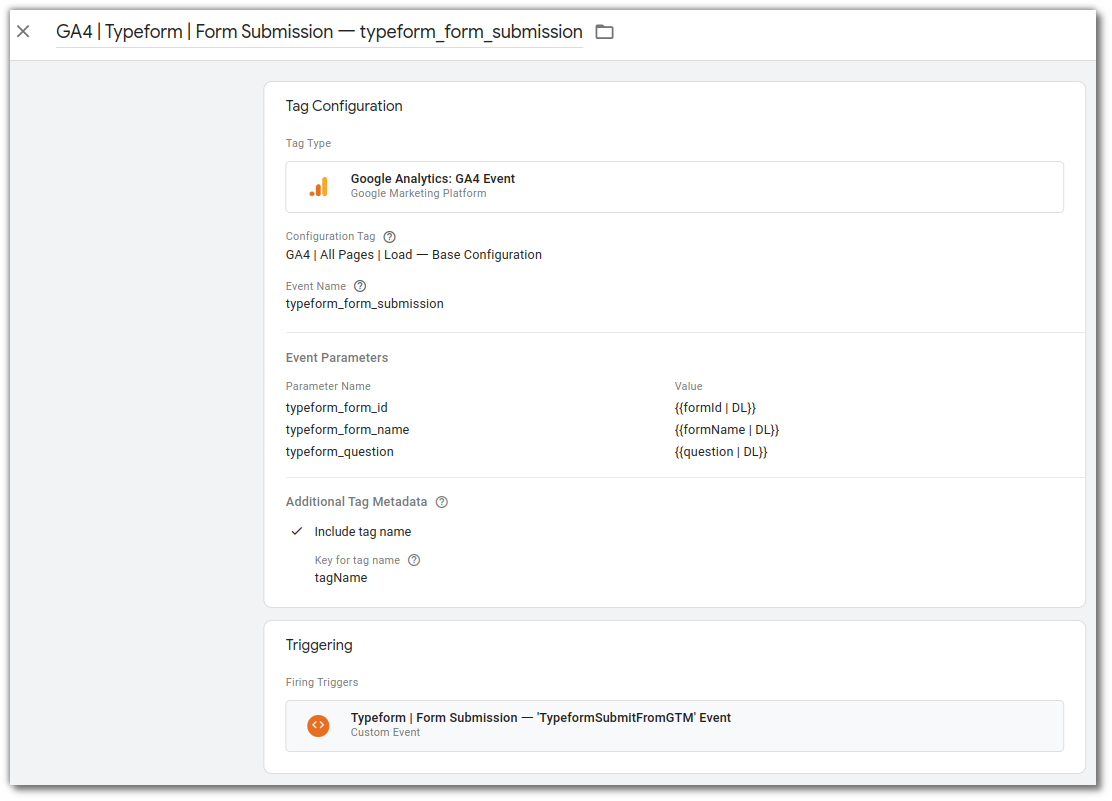 GA4 | Typeform | Form Submission — typeform_form_submission
Tag Configuration
Tag Type
Google Analytics: GA4 Event
Google Marketing Platform
Configuration Tag
GA4 | All Pages | Load — Base Configuration
Event Name
typeform_form_submission
Event Parameters
Parameter Name Value
typeform_form_id {{formId | DL}}
typeform_form_name {{formName | DL}}
typeform_question {{question | DL}}
Additional Tag Metadata
Include tag name
Key for tag name
tagName
Triggering
Firing Triggers
Typeform | Form Submission — 'TypeformSubmitFromGTM' Event
Custom Event